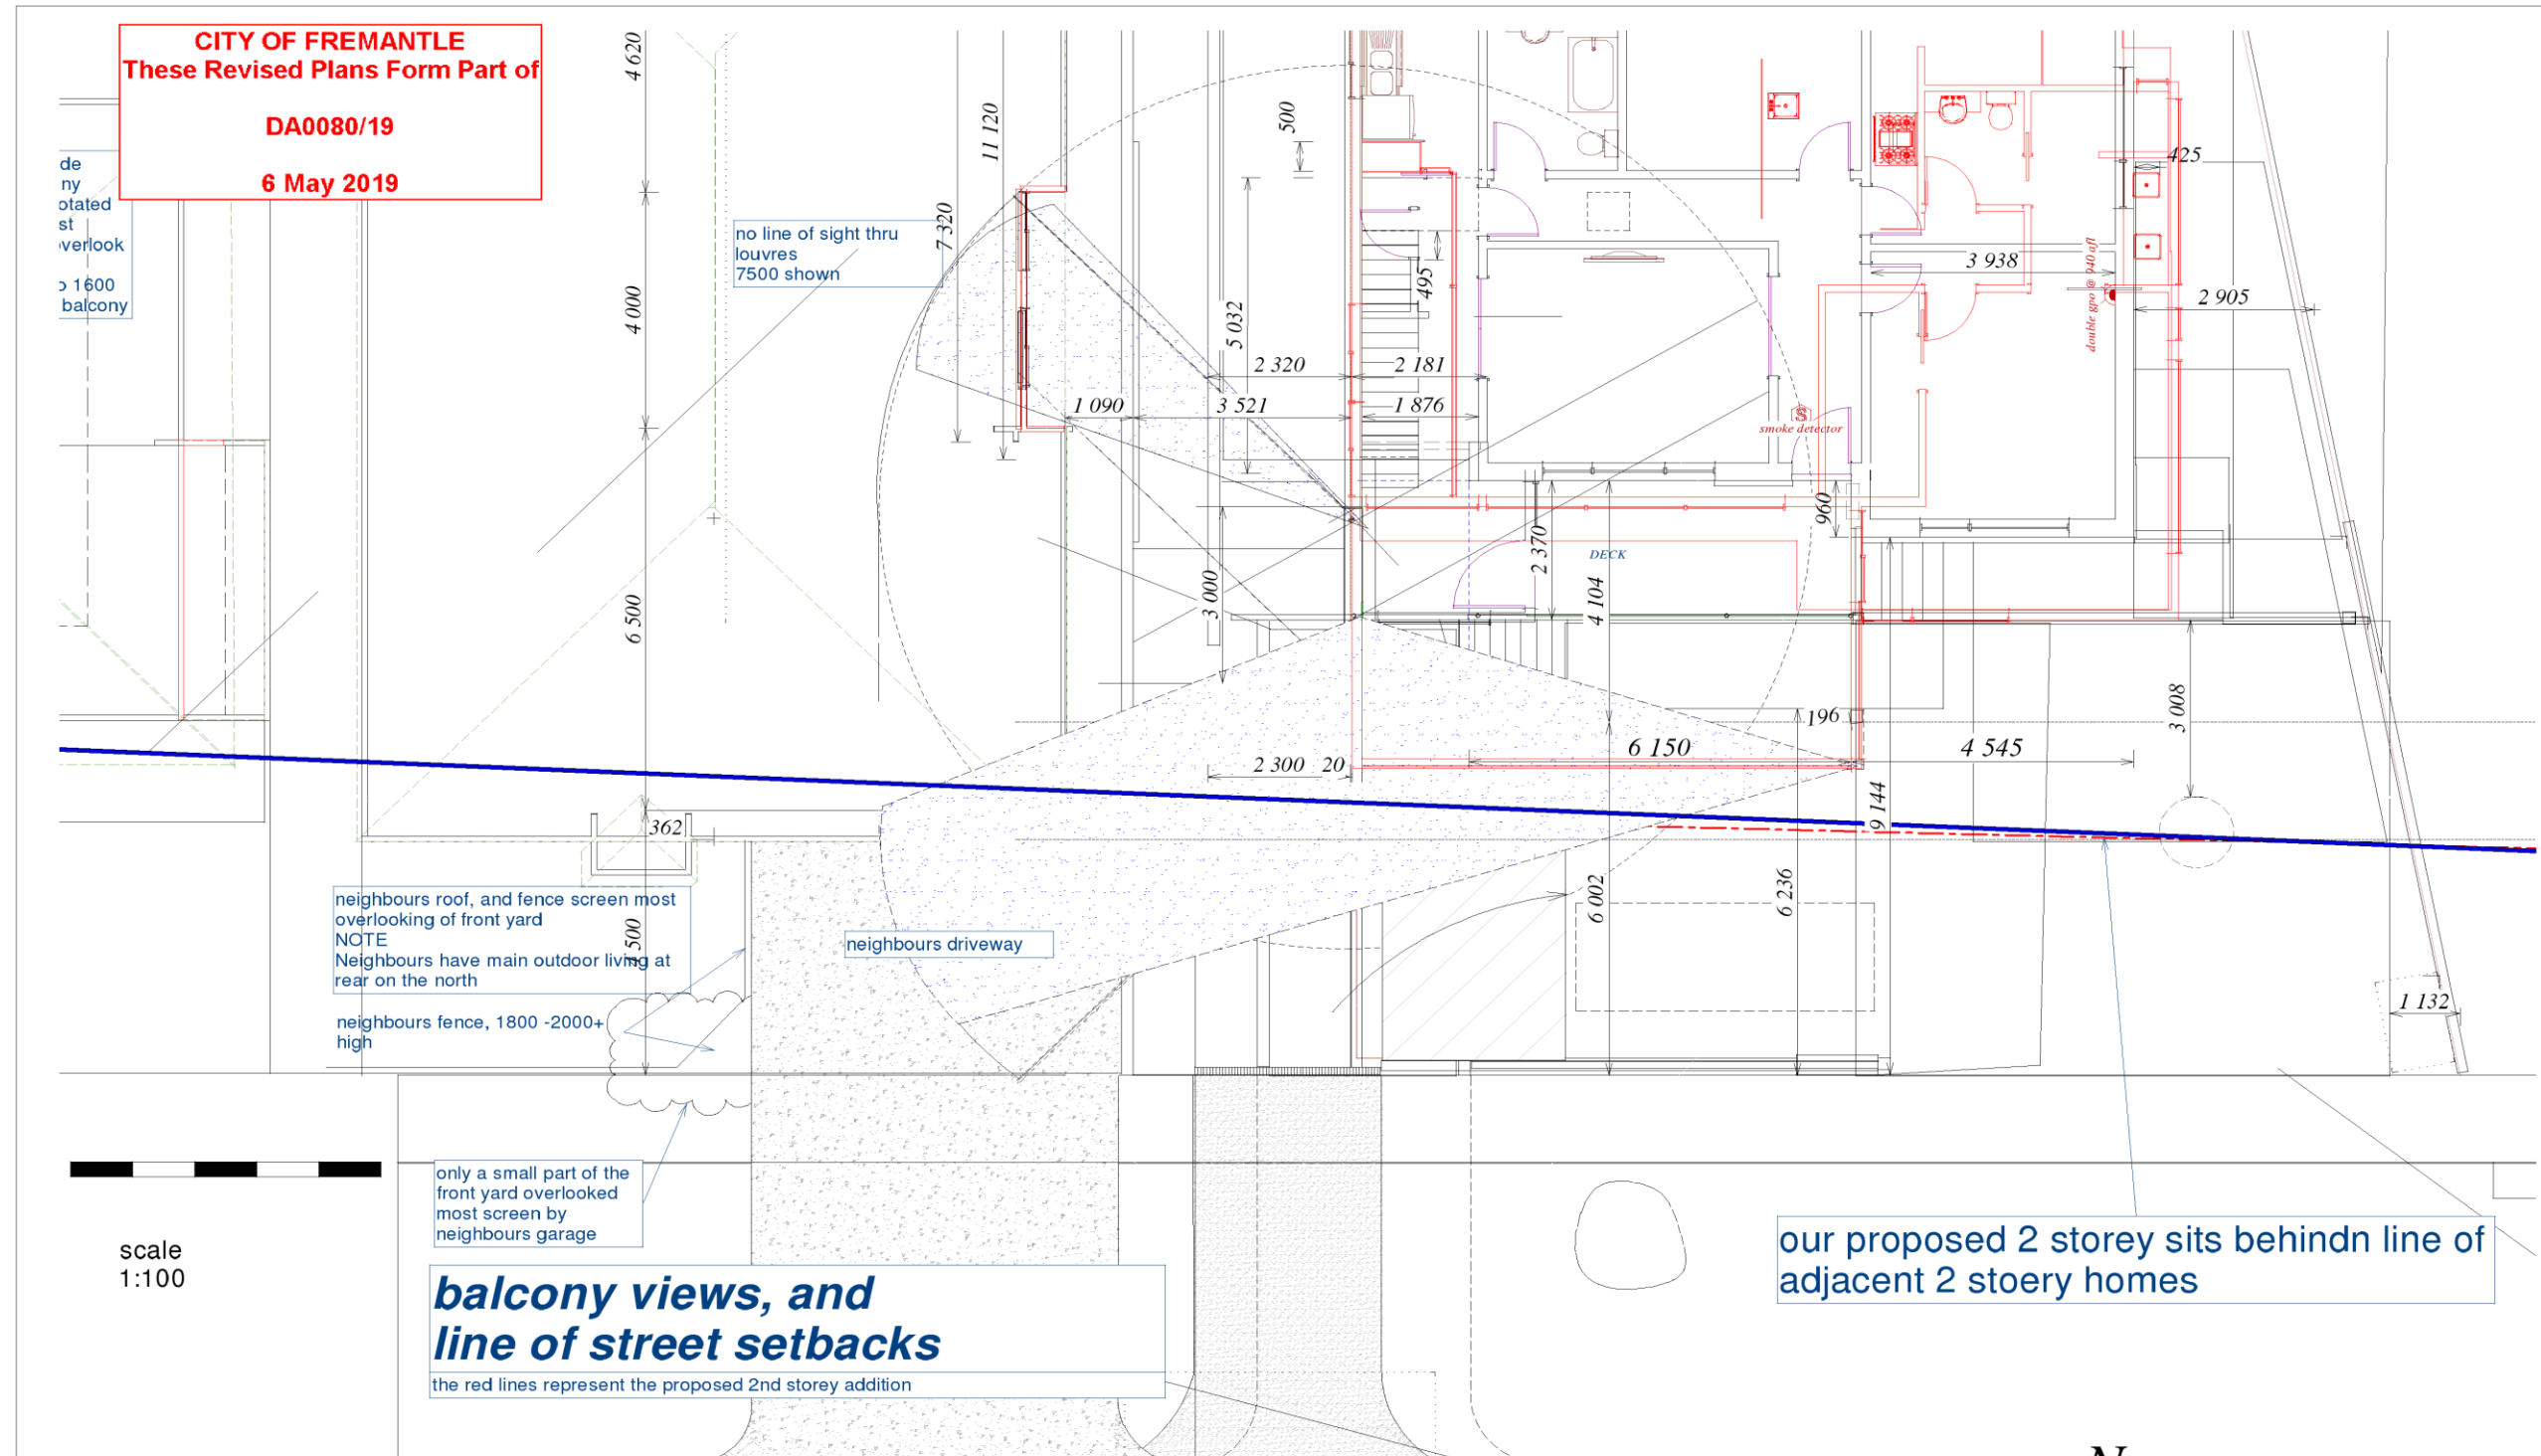 CITY OF FREMANTLE
These Revised Plans Form Part of
DA0080/19
6 May 2019
de
ny
otated
st
verlook
o 1600
balcony
4 620
11 120
7 320
500
425
no line of sight thru
louvres
7500 shown
4 000
5 032
495
3 938
double gpo @ 940 afl
2 905
2 320
2 181
1 090
3 521
1 876
S
smoke detector
960
2 370
DECK
4 104
3 000
6 500
3 008
196
6 150
4 545
2 300
20
9 144
362
neighbours roof, and fence screen most
overlooking of front yard
NOTE
Neighbours have main outdoor living at
rear on the north
500
neighbours driveway
6 002
6 236
1 132
neighbours fence, 1800 -2000+
high
only a small part of the
front yard overlooked
most screen by
neighbours garage
scale
1:100
our proposed 2 storey sits behindn line of
adjacent 2 stoery homes
balcony views, and
line of street setbacks
the red lines represent the proposed 2nd storey addition
N